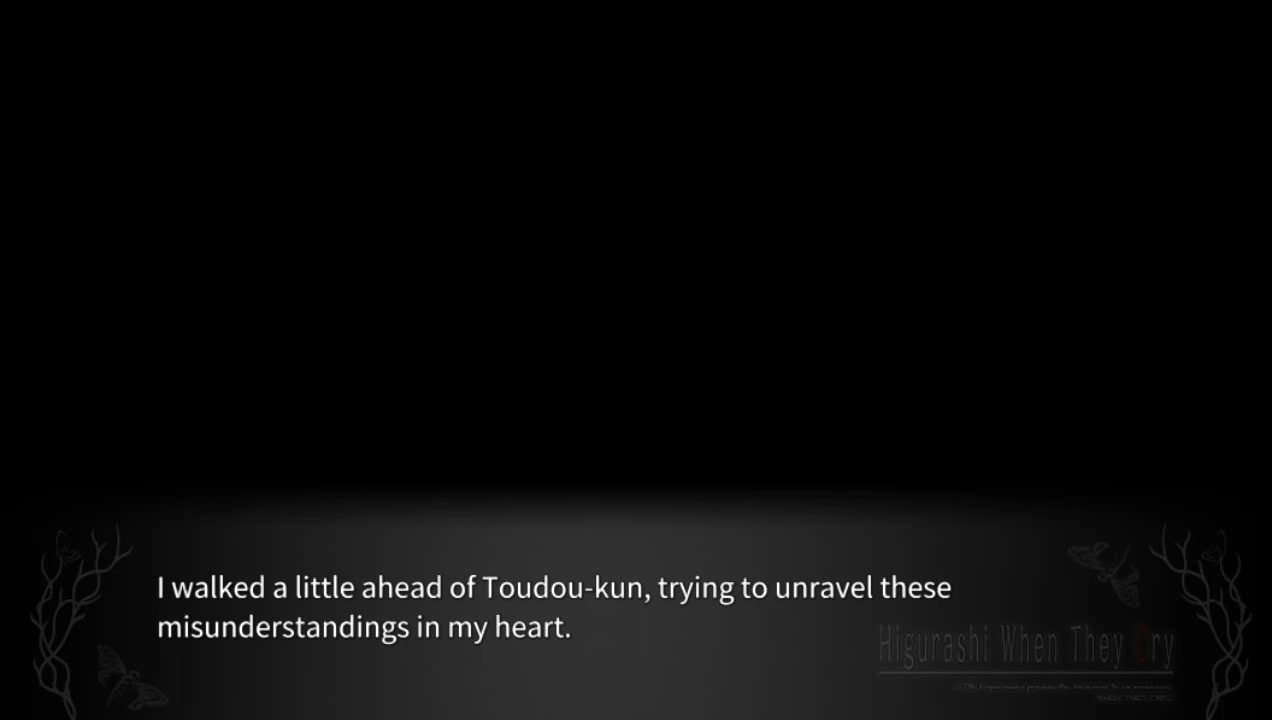 I walked a little ahead of Toudou-kun, trying to unravel these
misunderstandings in my heart.
Higurashi When They Cry